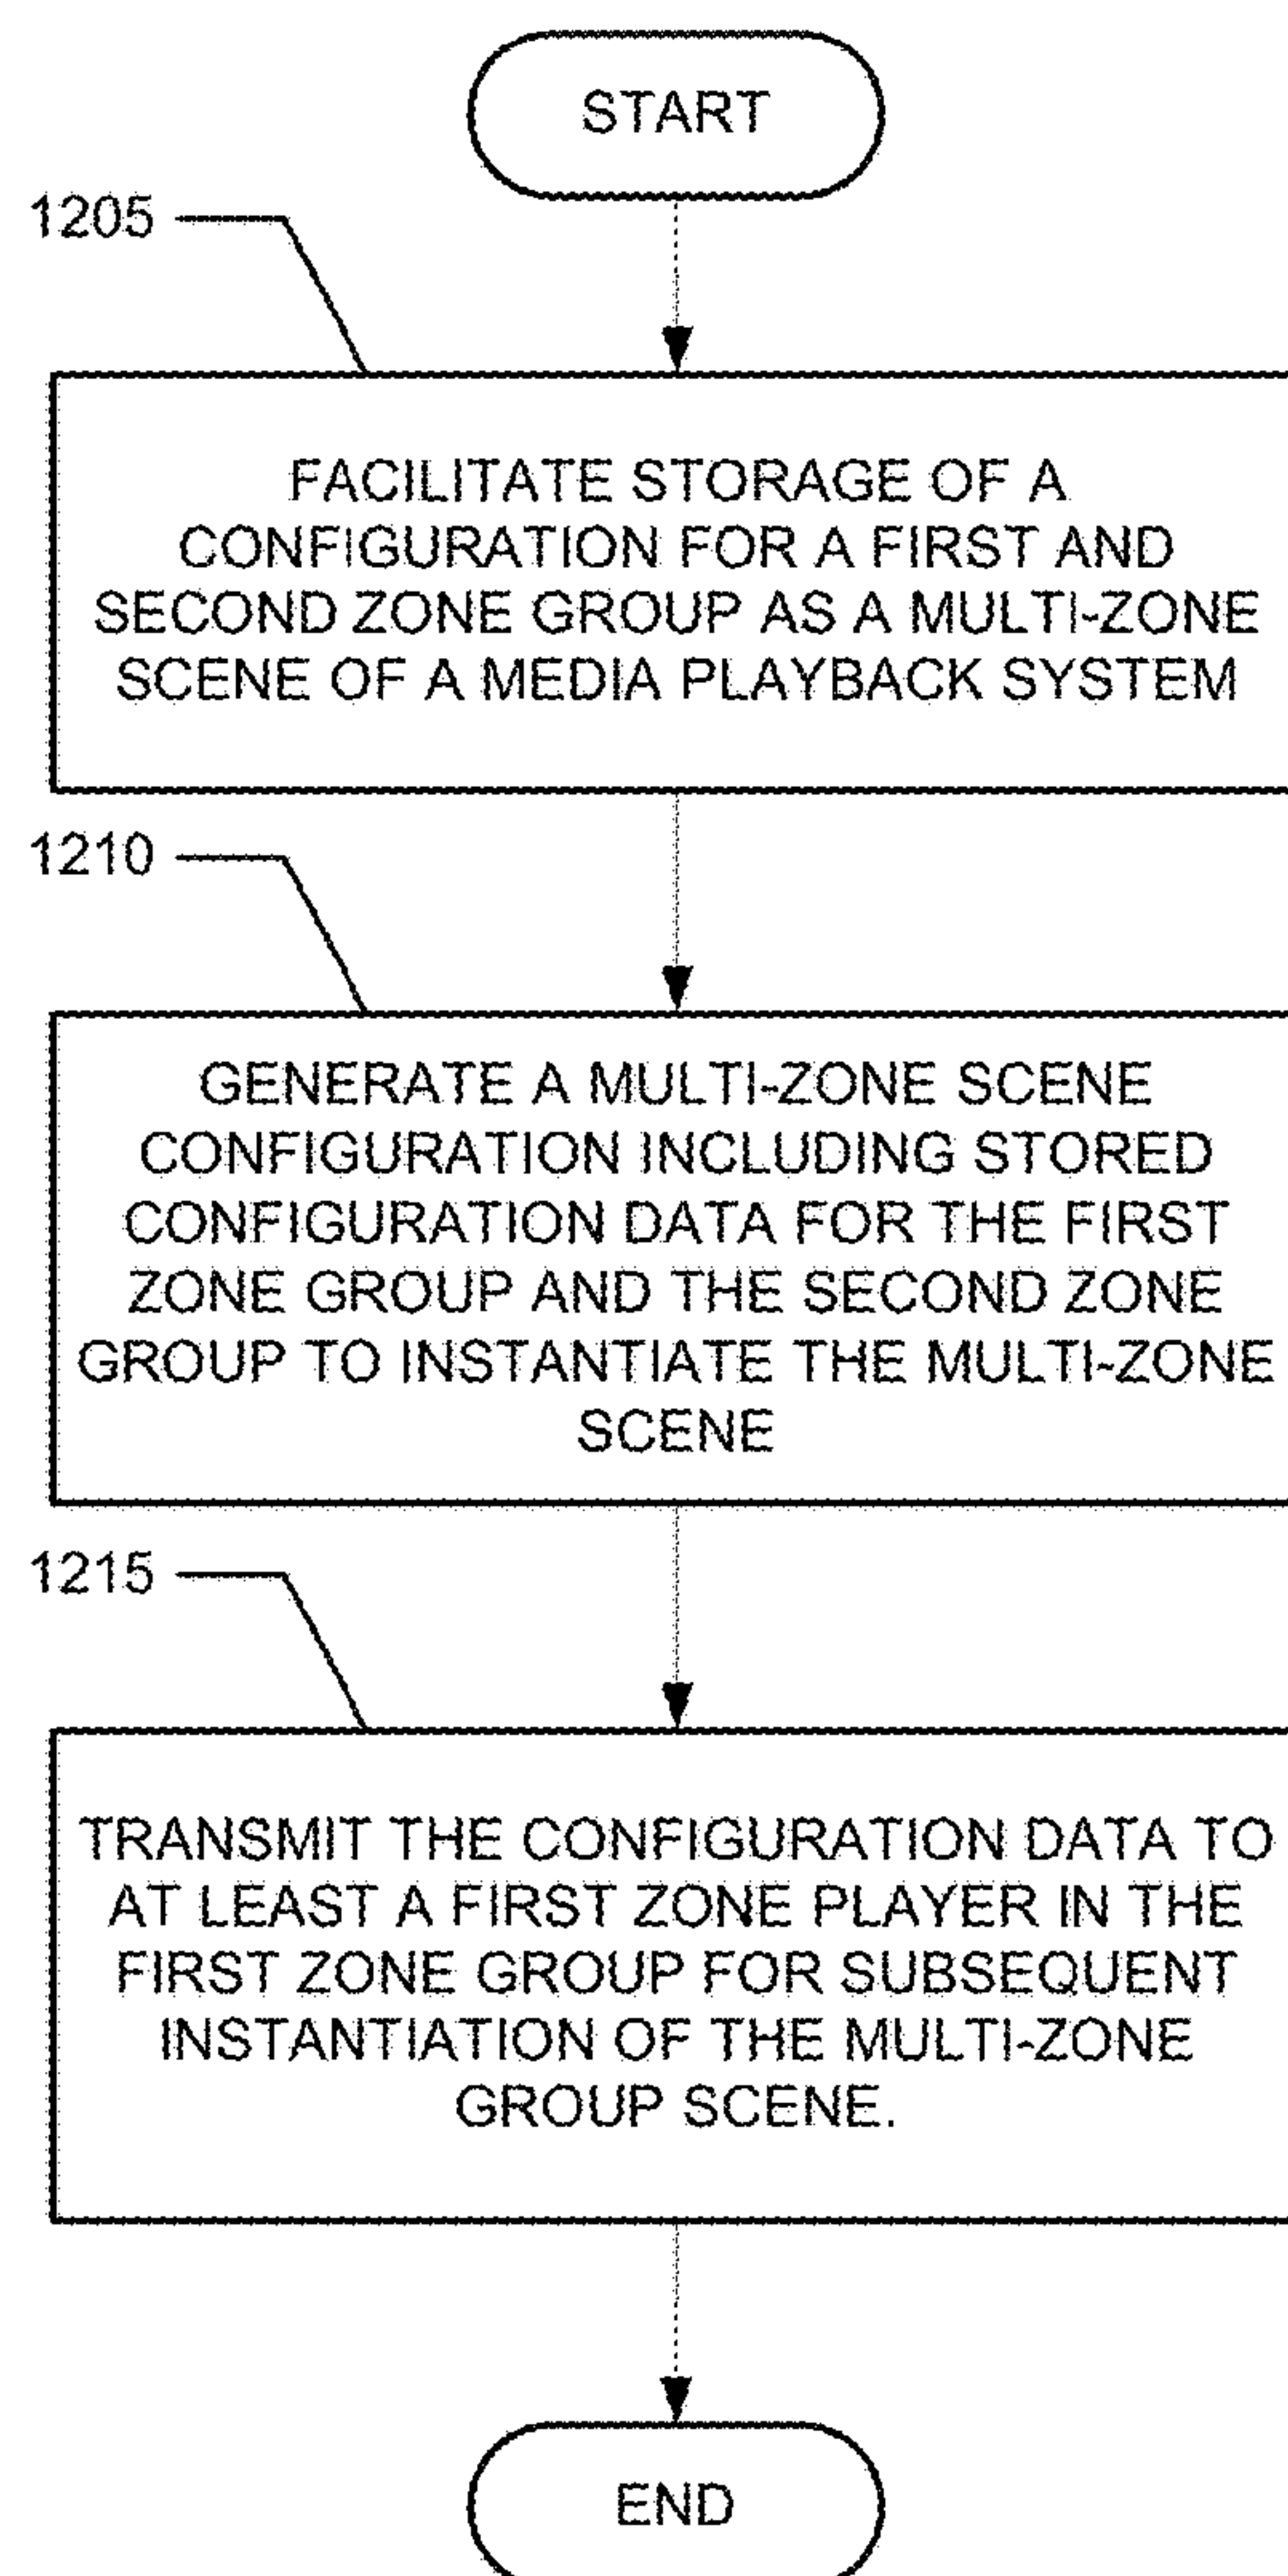 START
1205
FACILITATE STORAGE OF A
CONFIGURATION FOR A FIRST AND
SECOND ZONE GROUP AS A MULTI-ZONE
SCENE OF A MEDIA PLAYBACK SYSTEM
1210
GENERATE A MULTI-ZONE SCENE
CONFIGURATION INCLUDING STORED
CONFIGURATION DATA FOR THE FIRST
ZONE GROUP AND THE SECOND ZONE
GROUP TO INSTANTIATE THE MULTI-ZONE
SCENE
1215
TRANSMIT THE CONFIGURATION DATA TO
AT LEAST A FIRST ZONE PLAYER IN THE
FIRST ZONE GROUP FOR SUBSEQUENT
INSTANTIATION OF THE MULTI-ZONE
GROUP SCENE.
END